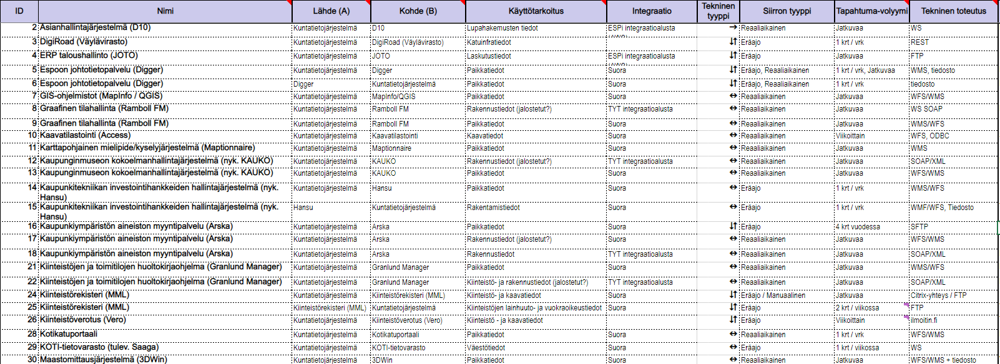 ID Nimi Lähde (A) Kohde (B) Käyttötarkoitus Integraatio Tekninen tyyppi Siirron tyyppi Tapahtuma-volyymi Tekninen toteutus
2 Asianhallintajärjestelmä (D10) Kuntatietojärjestelmä D10 Lupahakemusten tiedot ESPi integraatioalusta → Reaaliaikainen Jatkuvaa WS
3 DigiRoad (Väylävirasto) Kuntatietojärjestelmä DigiRoad (Väylävirasto) Katuinfratiedot ↓↑ Eräajo 1 krt / vrk REST
4 ERP taloushallinto (JOTO) Kuntatietojärjestelmä JOTO Laskutustiedot ESPi integraatioalusta ↓↑ Eräajo Jatkuvaa FTP
5 Espoon johtotietopalvelu (Digger) Kuntatietojärjestelmä Digger Paikkatiedot Suora ↓↑ Eräajo, Reaaliaikainen 1 krt / vrk, Jatkuvaa WMS, tiedosto
6 Espoon johtotietopalvelu (Digger) Digger Kuntatietojärjestelmä Paikkatiedot Suora ↓↑ Eräajo, Reaaliaikainen 1 krt / vrk tiedosto
7 GIS-ohjelmistot (MapInfo / QGIS) Kuntatietojärjestelmä MapInfo/QGIS Paikkatiedot Suora ↔ Reaaliaikainen Jatkuvaa WFS/WMS
8 Graafinen tilahallinta (Ramboll FM) Kuntatietojärjestelmä Ramboll FM Rakennustiedot (jalostetut?) TYT integraatioalusta ↔ Reaaliaikainen Jatkuvaa WS SOAP
9 Graafinen tilahallinta (Ramboll FM) Kuntatietojärjestelmä Ramboll FM Paikkatiedot Suora ↔ Reaaliaikainen Jatkuvaa WMS/WFS
10 Kaavatilastointi (Access) Kuntatietojärjestelmä Kaavatilastointi Kaavatiedot Suora ↔ Reaaliaikainen Viikoittain WFS, ODBC
11 Karttapohjainen mielipide/kyselyjärjestelmä (Maptionnaire) Kuntatietojärjestelmä Maptionnaire Paikkatiedot Suora ↔ Reaaliaikainen Jatkuvaa WMS
12 Kaupunginmuseon kokoelmanhallintajärjestelmä (nyk. KAUKO) Kuntatietojärjestelmä KAUKO Rakennustiedot (jalostetut?) TYT integraatioalusta ↔ Reaaliaikainen Jatkuvaa SOAP/XML
13 Kaupunginmuseon kokoelmanhallintajärjestelmä (nyk. KAUKO) Kuntatietojärjestelmä KAUKO Paikkatiedot Suora ↔ Reaaliaikainen Jatkuvaa WFS/WMS
14 Kaupunkitekniikan investointihankkeiden hallintajärjestelmä (nyk. Kuntatietojärjestelmä Hansu Paikkatiedot Suora ↔ Eräajo 1 krt / vrk WMS/WFS
Hansu)
15 Kaupunkitekniikan investointihankkeiden hallintajärjestelmä (nyk. Hansu Kuntatietojärjestelmä Rakentamistiedot Suora ↔ Eräajo 1 krt / vrk WMF/WFS, Tiedosto
Hansu)
16 Kaupunkiympäristön aineiston myyntipalvelu (Arska) Kuntatietojärjestelmä Arska Paikkatiedot Suora ↓↑ Eräajo 4 krt vuodessa SFTP
17 Kaupunkiympäristön aineiston myyntipalvelu (Arska) Kuntatietojärjestelmä Arska Rakennustiedot (jalostetut?) Suora ↔ Reaaliaikainen Jatkuvaa WFS/WMS
18 Kaupunkiympäristön aineiston myyntipalvelu (Arska) Kuntatietojärjestelmä Arska Rakennustiedot TYT integraatioalusta ↔ Reaaliaikainen Jatkuvaa SOAP/XML
21 Kiinteistöjen ja toimitilojen huoltokirjaohjelma (Granlund Manager) Kuntatietojärjestelmä Granlund Manager Paikkatiedot Suora ↔ Reaaliaikainen Jatkuvaa WMS/WFS
22 Kiinteistöjen ja toimitilojen huoltokirjaohjelma (Granlund Manager) Kuntatietojärjestelmä Granlund Manager Kiinteistö- ja rakennustiedot (jalostetut?) TYT integraatioalusta ↔ Reaaliaikainen Jatkuvaa SOAP/XML
24 Kiinteistörekisteri (MML) Kuntatietojärjestelmä Kiinteistörekisteri (MML) Kiinteistö- ja kaavatiedot Suora ↓↑ Eräajo / Manuaalinen Jatkuvaa Citrix-yhteys / FTP
25 Kiinteistörekisteri (MML) Kiinteistörekisteri (MML) Kuntatietojärjestelmä Kiinteistöjen lainhuuto- ja vuokraoikeustiedot Suora ↓↑ Eräajo 2 krt / viikossa FTP
26 Kiinteistöverotus (Vero) Kuntatietojärjestelmä Kiinteistöverotus (Vero) Kiinteistö - ja kaavatiedot ↓↑ Eräajo Viikoittain ilmoitin.fi
28 Kotikatuportaali Kuntatietojärjestelmä Kotikatuportaali Paikkatiedot Suora ↔ Reaaliaikainen 1 krt / vrk WFS/WMS
29 KOTI-tietovarasto (tulev. Saaga) Kuntatietojärjestelmä KOTI-tietovarasto Väestötiedot Suora ↔ Eräajo 1 krt / viikossa WS
30 Maastomittausjärjestelmä (3DWin) Kuntatietojärjestelmä 3DWin Paikkatiedot Suora ↔ Reaaliaikainen Jatkuvaa WFS/WMS + tiedosto